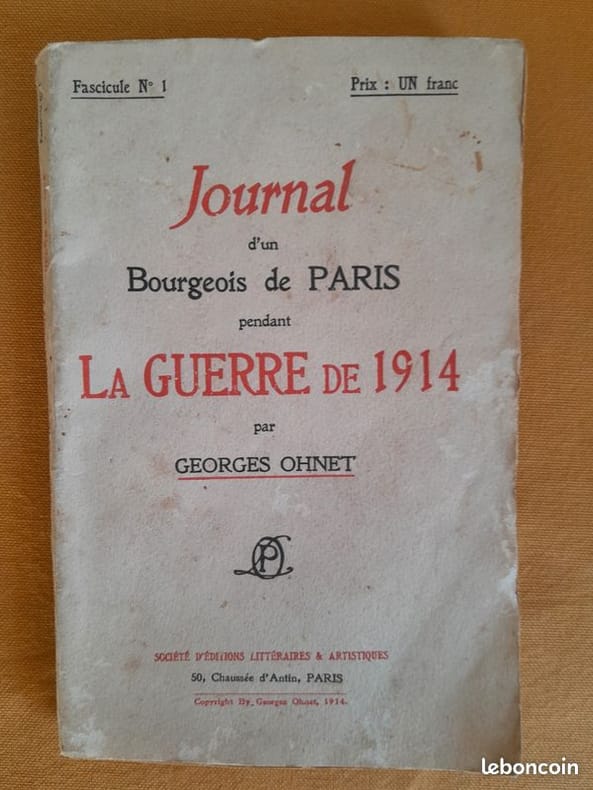 Fascicule N° 1
Prix : UN franc
Journal
d'un
Bourgeois de PARIS
pendant
LA GUERRE DE 1914
par
GEORGES OHNET
SOCIÉTÉ D'ÉDITIONS LITTÉRAIRES & ARTISTIQUES
50, Chaussée d'Antin, PARIS
Copyright By Georges Ohnet, 1914.
leboncoin